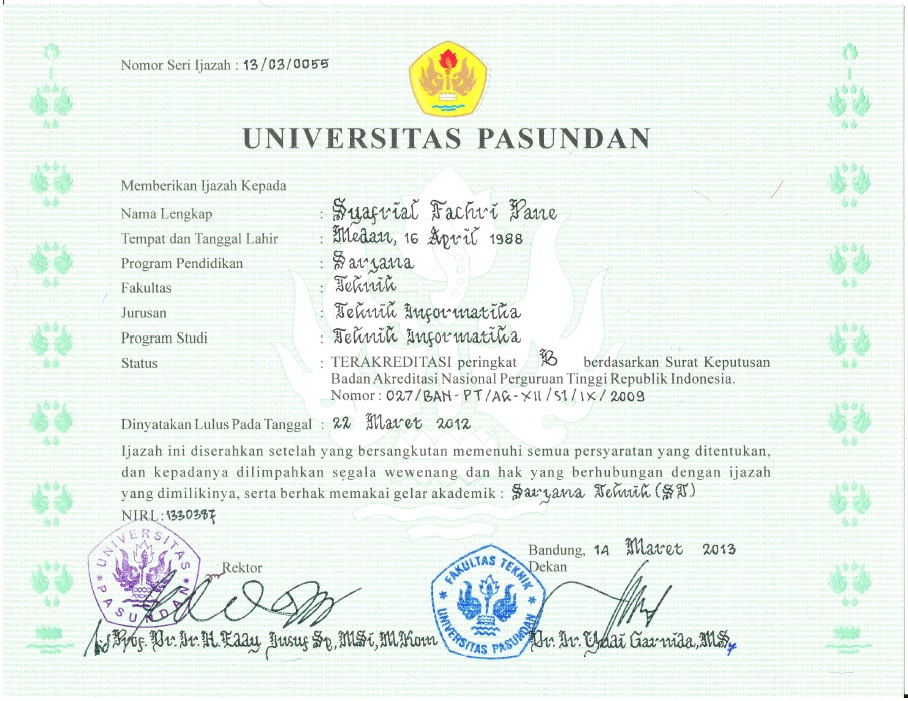 Nomor Seri Ijazah : 13/03/0055
UNIVERSITAS PASUNDAN
Memberikan Ijazah Kepada
Nama Lengkap : Syafrial Fachri Pane
Tempat dan Tanggal Lahir : Medan, 16 April 1988
Program Pendidikan : Sarjana
Fakultas : Teknik
Jurusan : Teknik Informatika
Program Studi : Teknik Informatika
Status : TERAKREDITASI peringkat B berdasarkan Surat Keputusan
Badan Akreditasi Nasional Perguruan Tinggi Republik Indonesia.
Nomor : 027/BAN-PT/AK-XII/S1/IX/2009
Dinyatakan Lulus Pada Tanggal : 22 Maret 2012
Ijazah ini diserahkan setelah yang bersangkutan memenuhi semua persyaratan yang ditentukan,
dan kepadanya dilimpahkan segala wewenang dan hak yang berhubungan dengan ijazah
yang dimilikinya, serta berhak memakai gelar akademik : Sarjana Teknik (ST)
NIRL : 1330387
Bandung, 14 Maret 2013
Rektor
Dekan
UNIVERSITAS PASUNDAN
FAKULTAS TEKNIK
UNIVERSITAS PASUNDAN
Prof. Dr. Ir. H. Eddy Jusuf Sp, MSi, M.Kom
Dr. Ir. Yudi Garnida, MS